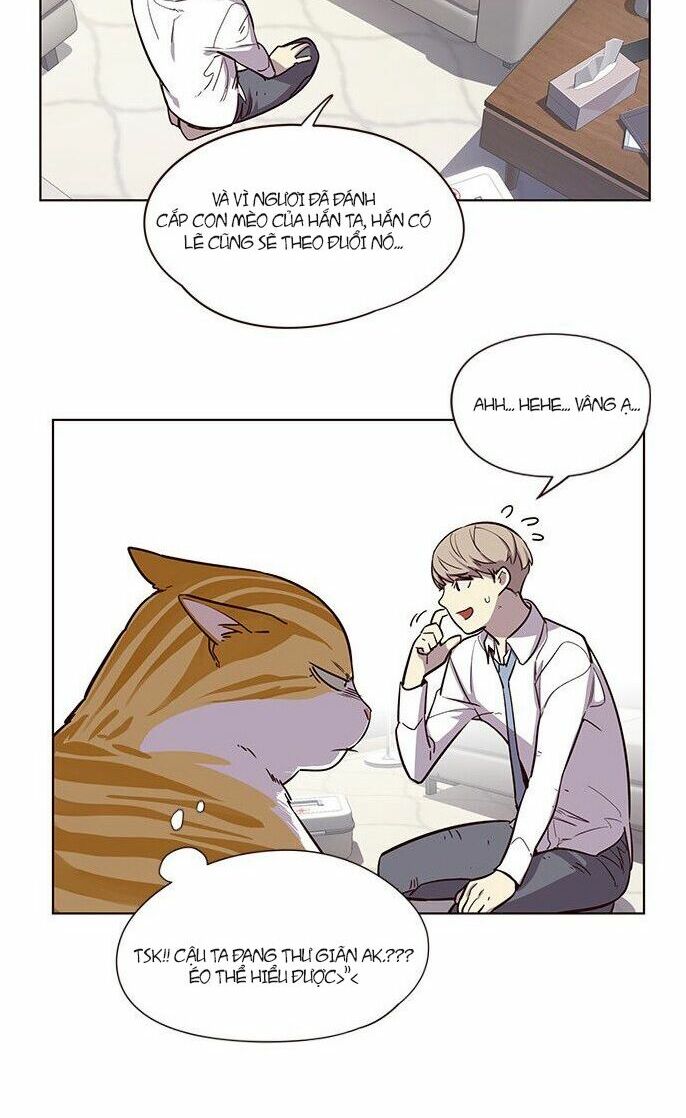 VÀ VÌ NGƯƠI ĐÃ ĐÁNH
CẮP CON MÈO CỦA HẮN TA, HẮN CÓ
LẼ CŨNG SẼ THEO ĐUỔI NÓ...
AHH... HEHE... VÂNG Ạ...
TSK!! CẬU TA ĐANG THƯ GIÃN AK.???
ÉO THỂ HIỂU ĐƯỢC>"<